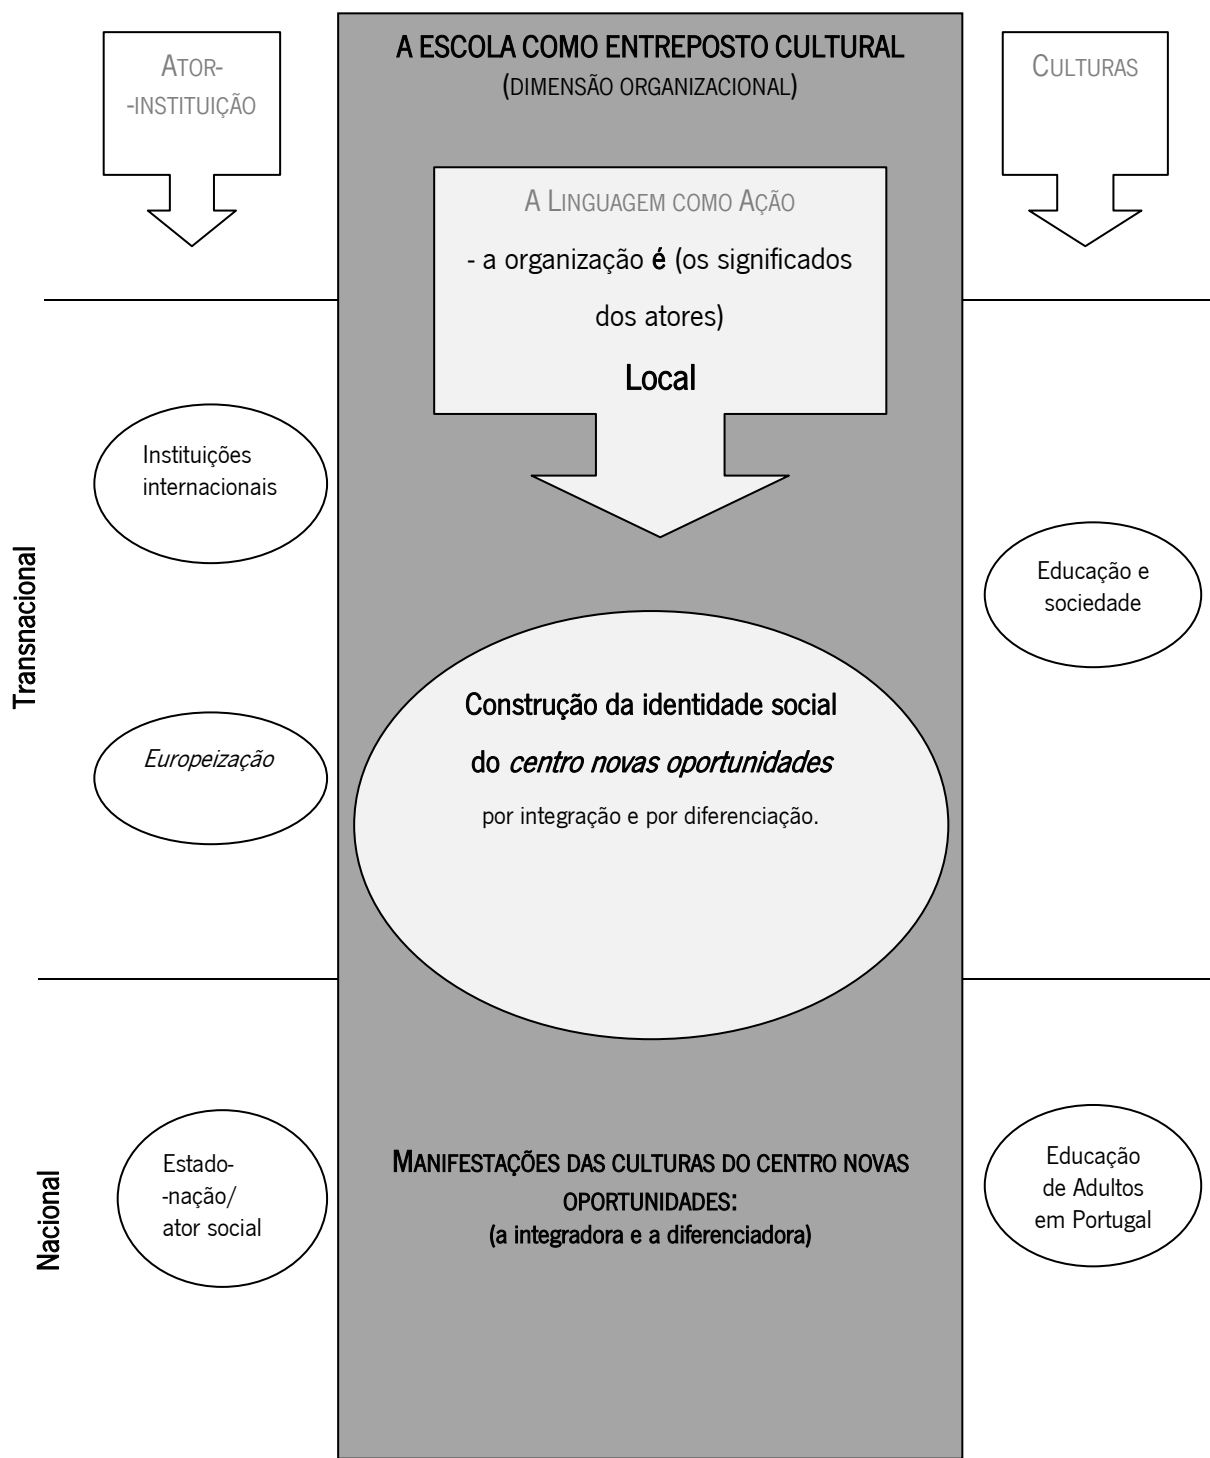 ATOR-
-INSTITUIÇÃO
A ESCOLA COMO ENTREPOSTO CULTURAL
(DIMENSÃO ORGANIZACIONAL)
CULTURAS
A LINGUAGEM COMO AÇÃO
- a organização é (os significados
dos atores)
Local
Transnacional
Instituições
internacionais
Europeização
Educação e
sociedade
Construção da identidade social
do centro novas oportunidades
por integração e por diferenciação.
Nacional
Estado-
-nação/
ator social
MANIFESTAÇÕES DAS CULTURAS DO CENTRO NOVAS
OPORTUNIDADES:
(a integradora e a diferenciadora)
Educação
de Adultos
em Portugal